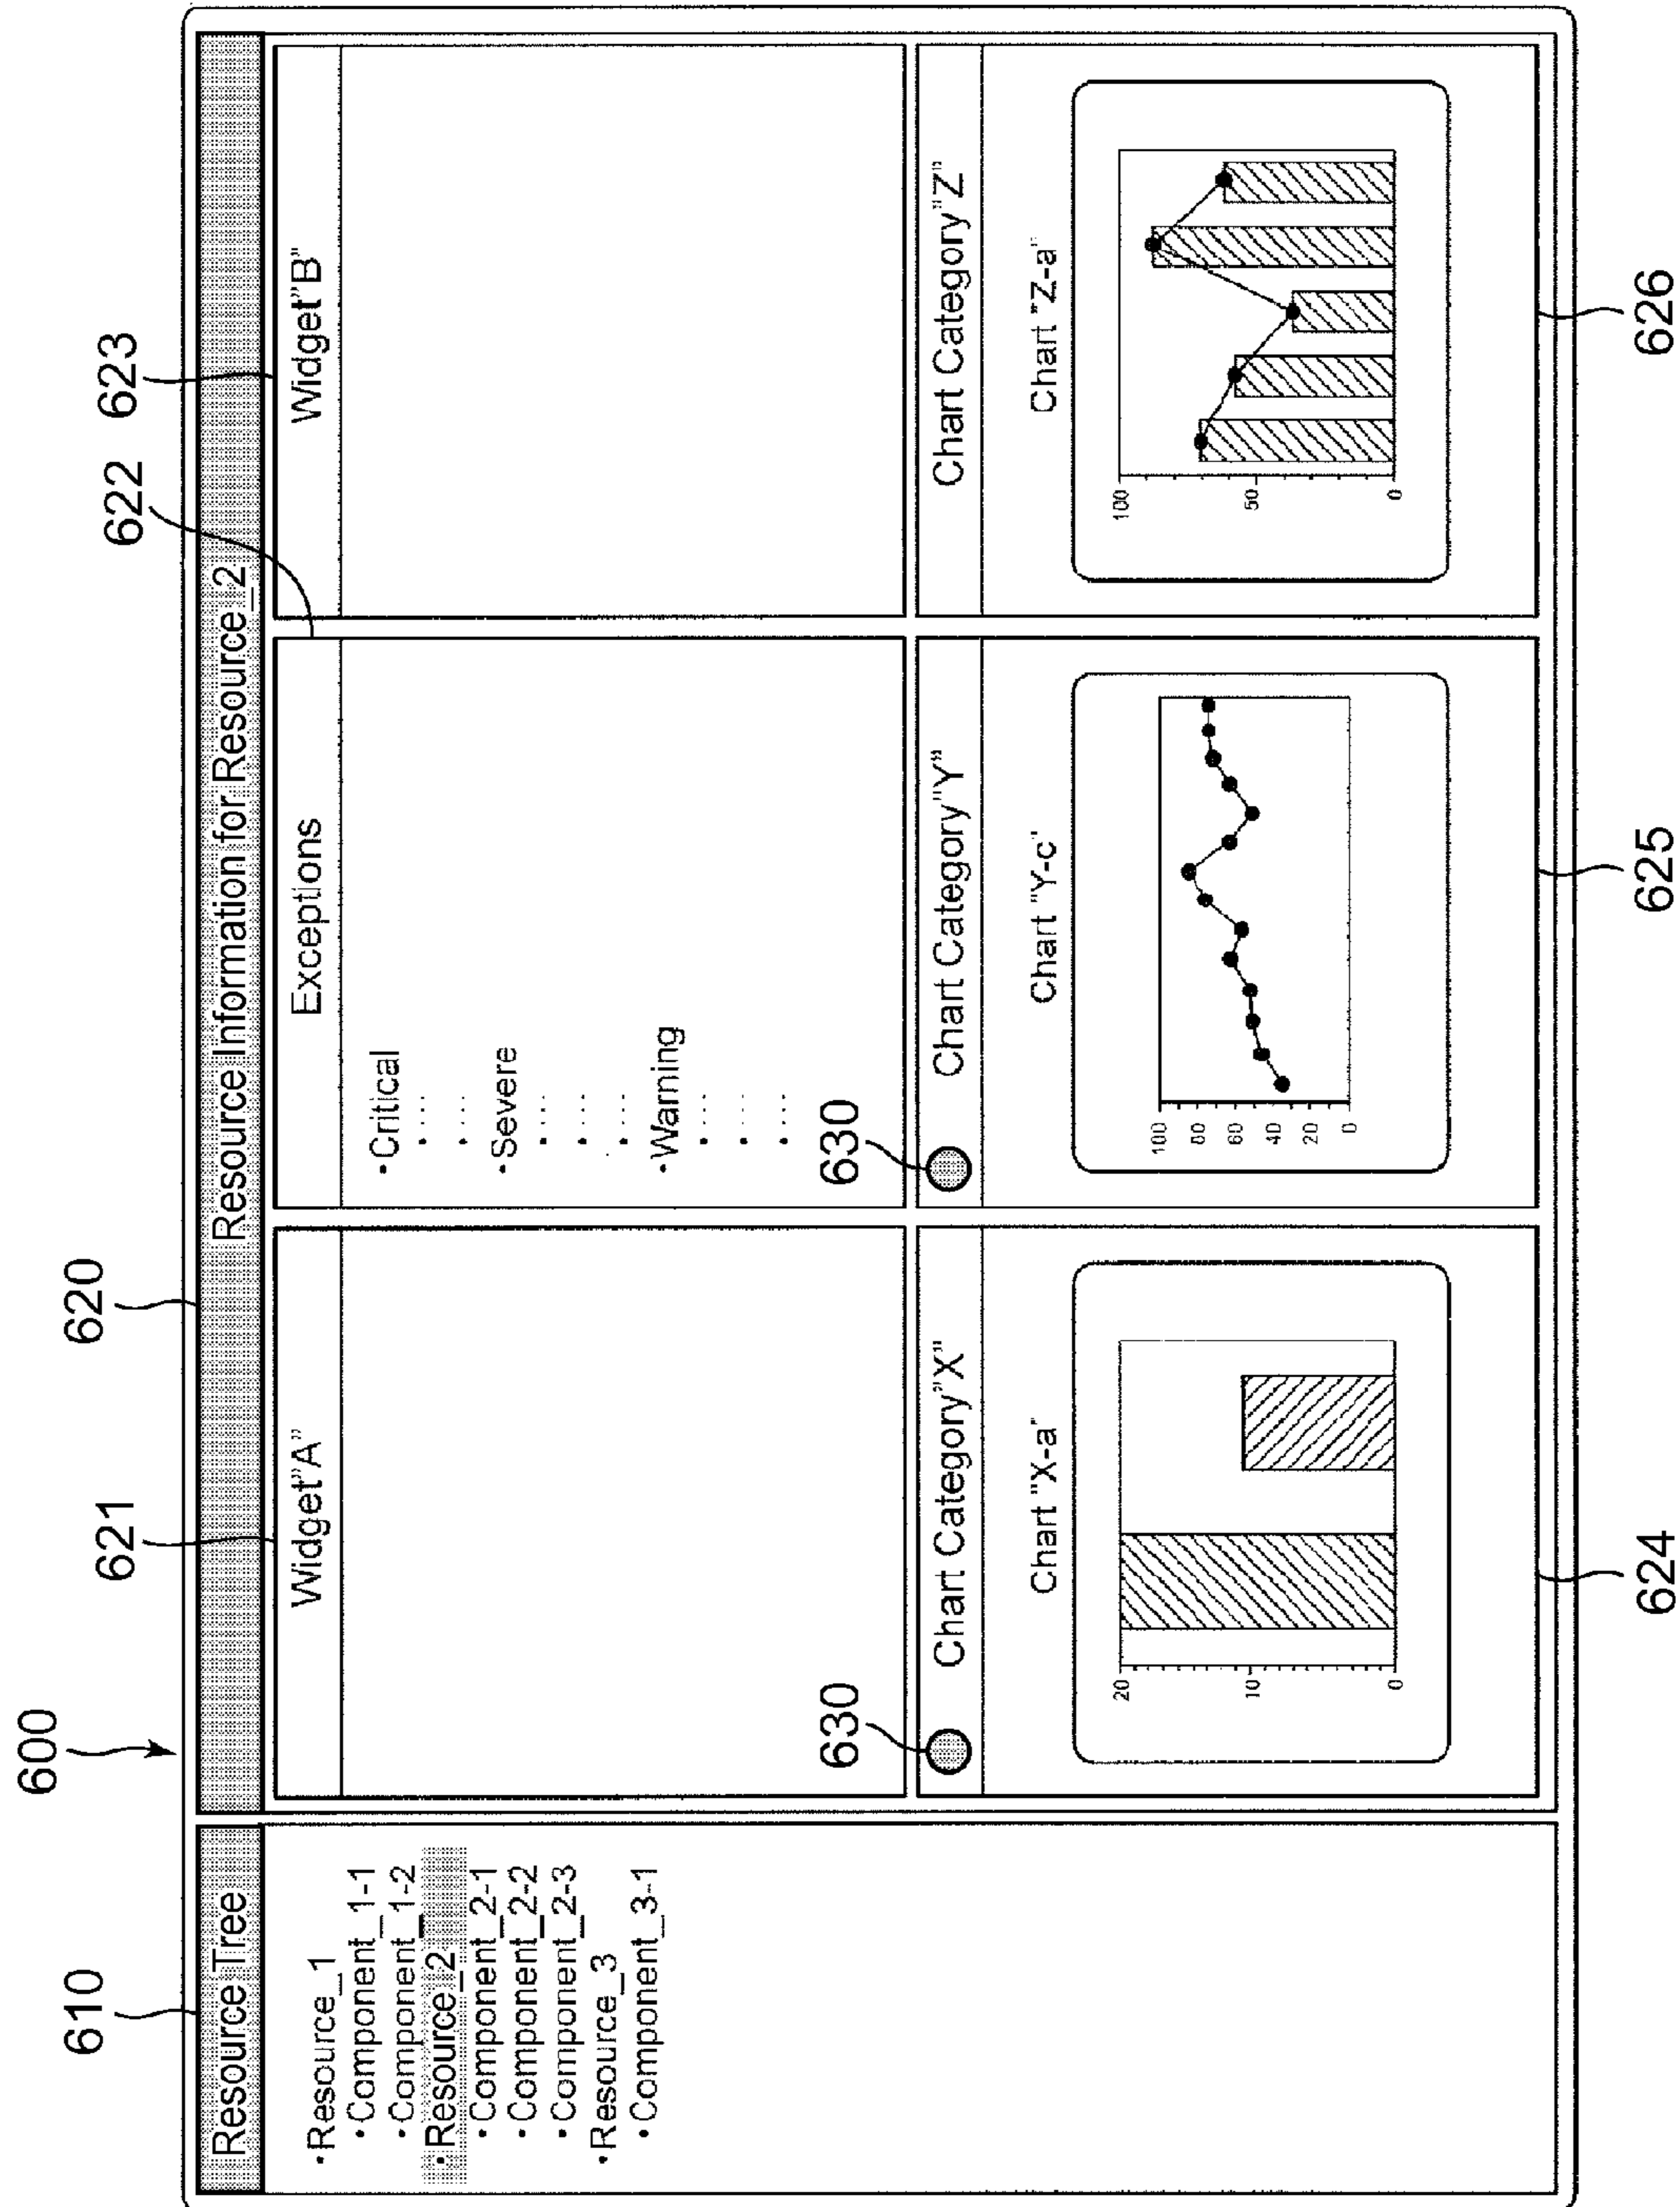 600
610
620
621
622
623
Resource Tree
•Resource_1
•Component_1-1
•Component_1-2
•Resource_2
•Component_2-1
•Component_2-2
•Component_2-3
•Resource_3
•Component_3-1
Resource Information for Resource_2
Widget"A"
Exceptions
•Critical
•...
•...
•Severe
•...
•...
•...
•Warning
•...
•...
•...
Widget"B"
630
Chart Category"X"
Chart "X-a"
20
10
0
624
630
Chart Category"Y"
Chart "Y-c"
100
80
60
40
20
0
625
Chart Category"Z"
Chart "Z-a"
100
50
0
626